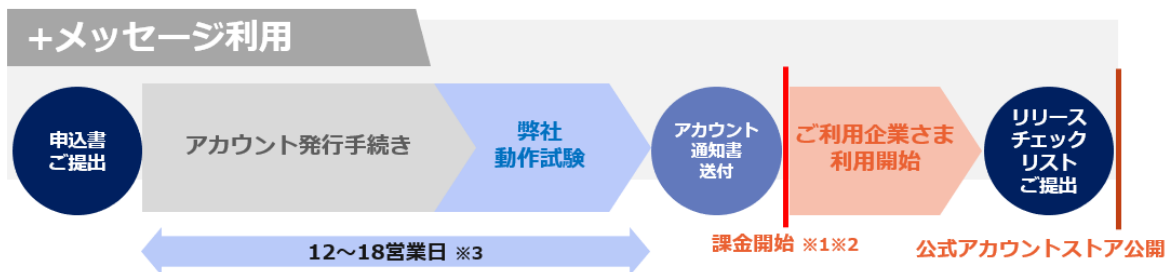 +メッセージ利用
申込書
ご提出
アカウント発行手続き
弊社
動作試験
アカウント
通知書
送付
ご利用企業さま
利用開始
リリース
チェック
リスト
ご提出
12～18営業日 ※3
課金開始 ※1※2
公式アカウントストア公開